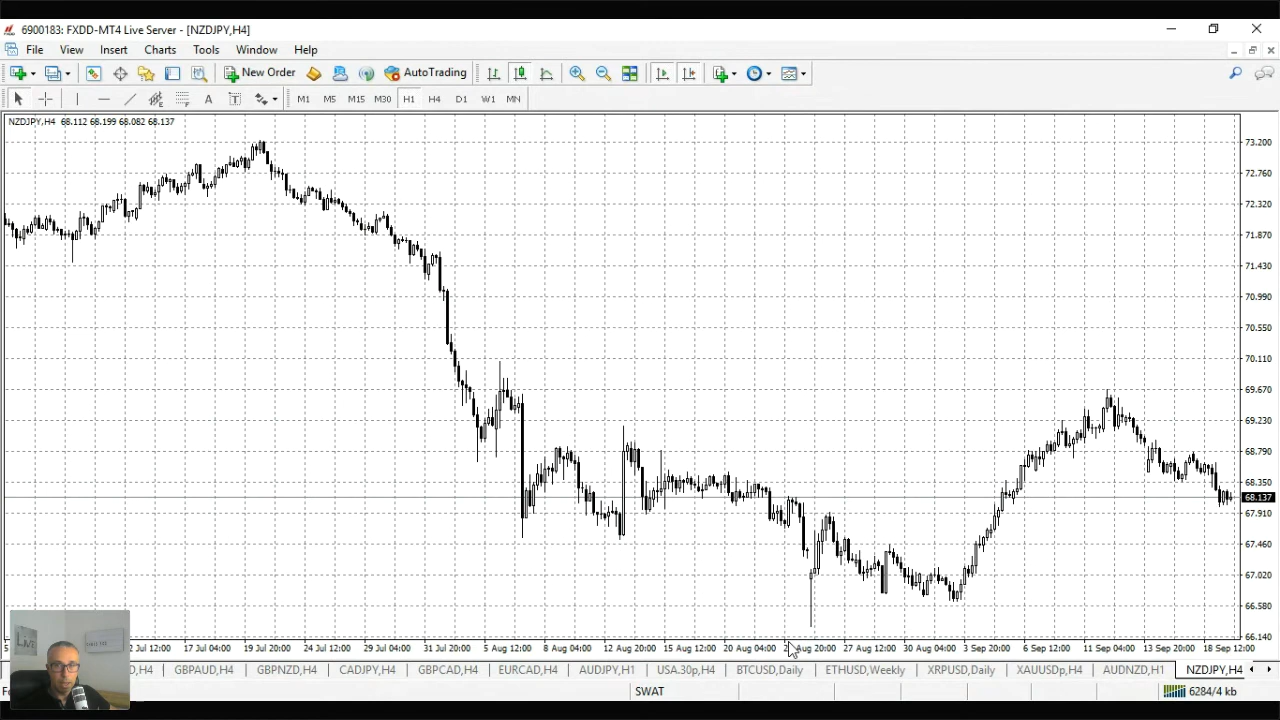 6900183: FXDD-MT4 Live Server - [NZDJPY,H4]
File View Insert Charts Tools Window Help
New Order AutoTrading
A T M1 M5 M15 M30 H1 H4 D1 W1 MN
NZDJPY,H4 68.112 68.199 68.082 68.137
73.200
72.760
72.320
71.870
71.430
70.990
70.550
70.110
69.670
69.230
68.790
68.350
68.137
67.910
67.460
67.020
66.580
66.140
2 Jul 12:00 17 Jul 04:00 19 Jul 20:00 24 Jul 12:00 29 Jul 04:00 31 Jul 20:00 5 Aug 12:00 8 Aug 04:00 12 Aug 20:00 15 Aug 12:00 20 Aug 04:00 Aug 20:00 27 Aug 12:00 30 Aug 04:00 3 Sep 20:00 6 Sep 12:00 11 Sep 04:00 13 Sep 20:00 18 Sep 12:00
D,H4 GBPAUD,H4 GBPNZD,H4 CADJPY,H4 GBPCAD,H4 EURCAD,H4 AUDJPY,H1 USA.30p,H4 BTCUSD,Daily ETHUSD,Weekly XRPUSD,Daily XAUUSDp,H4 AUDNZD,H1 NZDJPY,H4
SWAT 6284/4 kb